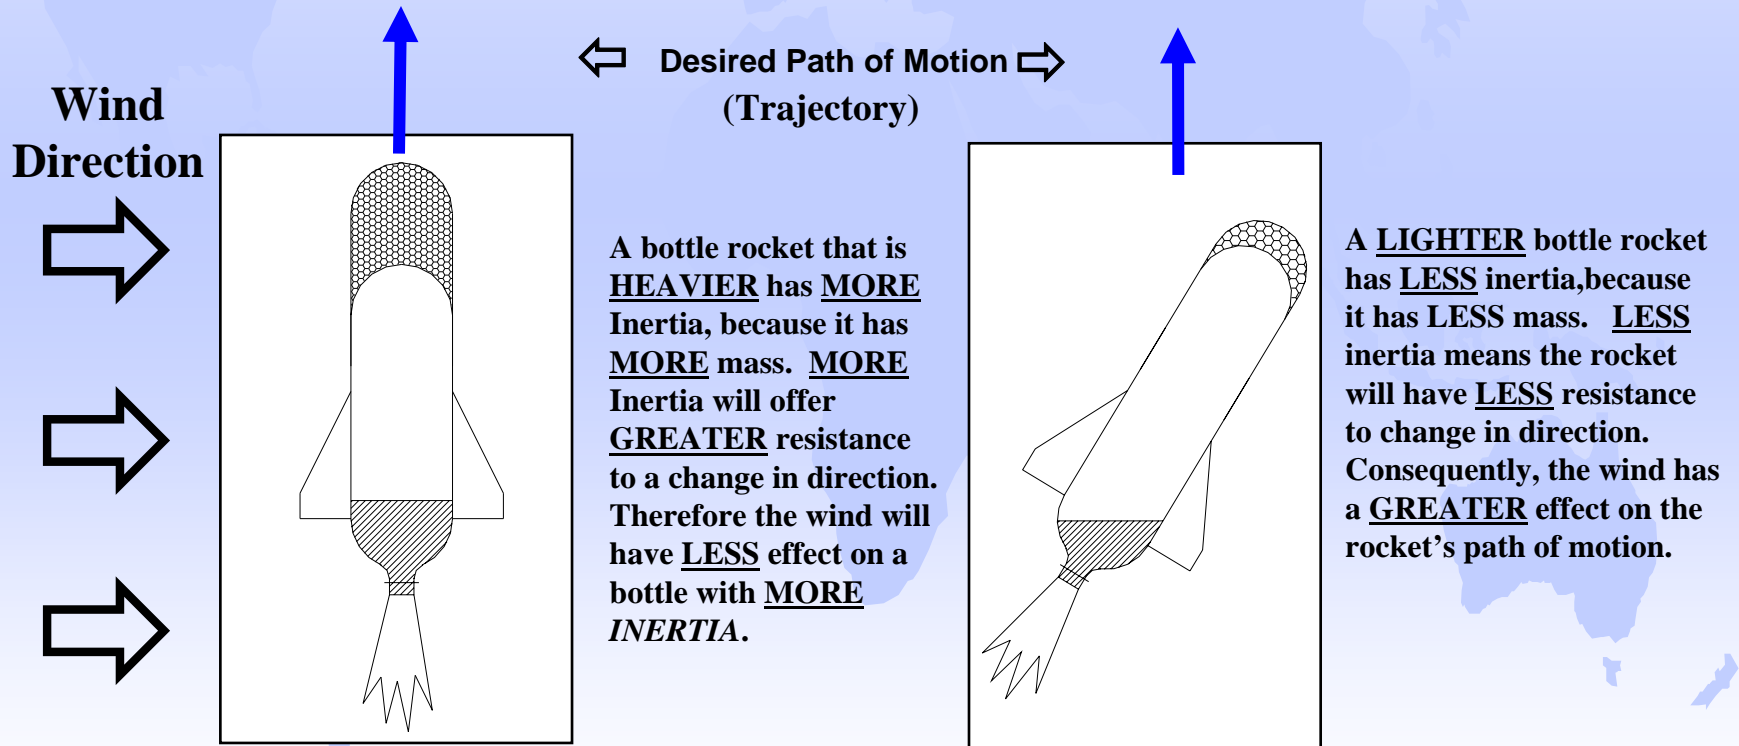 Desired Path of Motion
(Trajectory)
Wind
Direction
A bottle rocket that is
HEAVIER has MORE
Inertia, because it has
MORE mass.  MORE
Inertia will offer
GREATER resistance
to a change in direction.
Therefore the wind will
have LESS effect on a
bottle with MORE
INERTIA.
A LIGHTER bottle rocket
has LESS inertia,because
it has LESS mass.   LESS
inertia means the rocket
will have LESS resistance
to change in direction.
Consequently, the wind has
a GREATER effect on the
rocket’s path of motion.